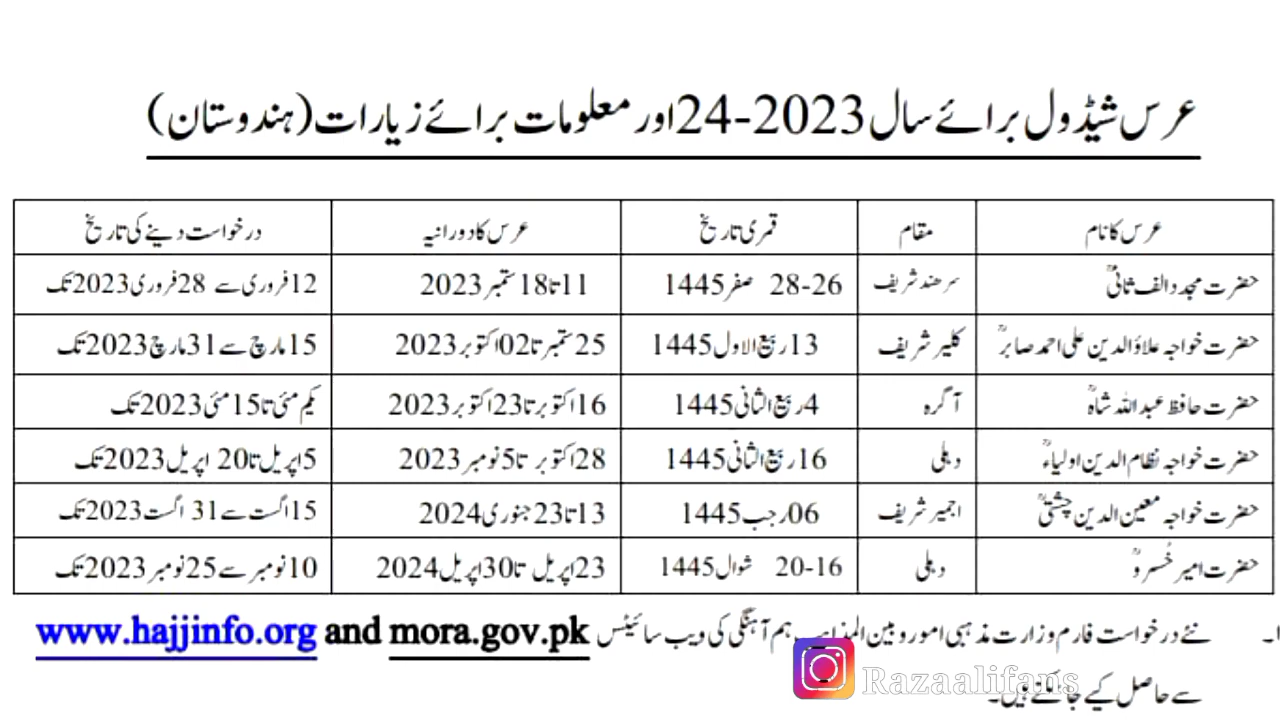 عرس شیڈول برائے سال 2023-24 اور معلومات برائے زیارات (ہندوستان)
عرس کا نام مقام قمری تاریخ عرس کا دورانیہ درخواست دینے کی تاریخ
حضرت مجدد الف ثانیؒ سرھند شریف 26-28 صفر 1445 11 تا 18 ستمبر 2023 12 فروری سے 28 فروری 2023 تک
حضرت خواجہ علاؤ الدین علی احمد صابرؒ کلیر شریف 13 ربیع الاول 1445 25 ستمبر تا 02 اکتوبر 2023 15 مارچ سے 31 مارچ 2023 تک
حضرت حافظ عبداللہ شاہؒ آگرہ 4 ربیع الثانی 1445 16 اکتوبر تا 23 اکتوبر 2023 یکم مئی تا 15 مئی 2023 تک
حضرت خواجہ نظام الدین اولیاءؒ دہلی 16 ربیع الثانی 1445 28 اکتوبر تا 5 نومبر 2023 5 اپریل تا 20 اپریل 2023 تک
حضرت خواجہ معین الدین چشتیؒ اجمیر شریف 06 رجب 1445 13 تا 23 جنوری 2024 15 اگست سے 31 اگست 2023 تک
حضرت امیر خُسروؒ دہلی 16-20 شوال 1445 23 اپریل تا 30 اپریل 2024 10 نومبر سے 25 نومبر 2023 تک
۱۔ نئے درخواست فارم وزارت مذہبی امور و بین المذاہب ہم آہنگی کی ویب سائیٹس www.hajjinfo.org and mora.gov.pk
سے حاصل کیے جا سکتے ہیں۔
Razaalifans